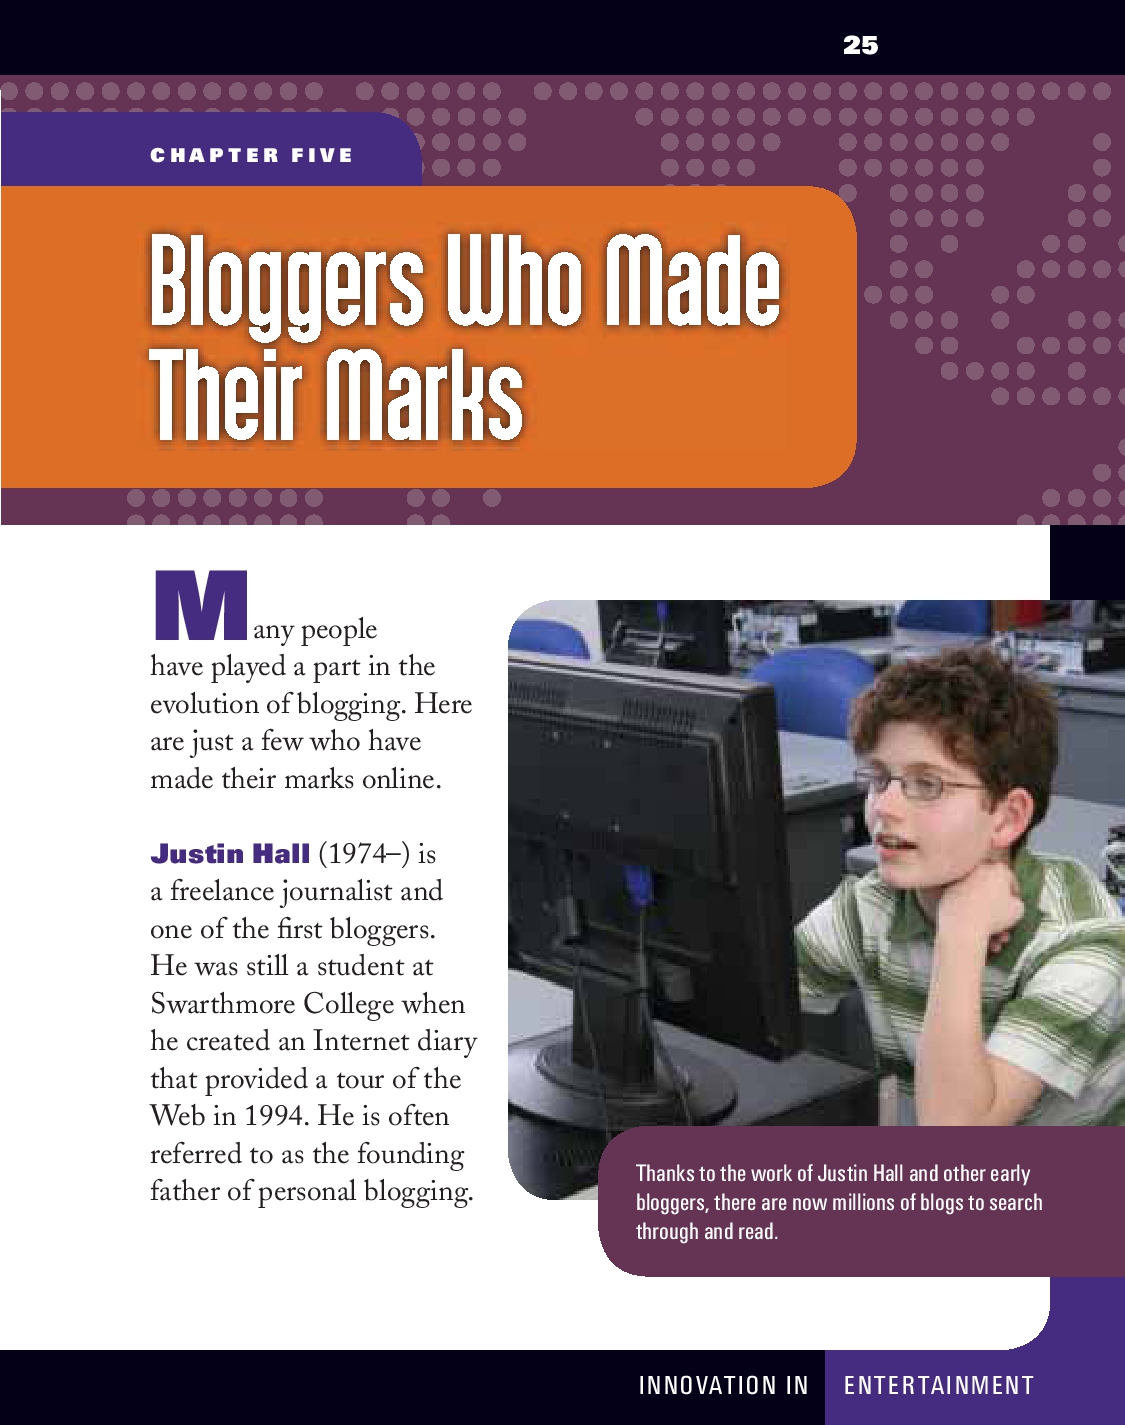 25
CHAPTER FIVE
Bloggers Who Made
Their Marks
Many people
have played a part in the
evolution of blogging. Here
are just a few who have
made their marks online.
Justin Hall (1974–) is
a freelance journalist and
one of the first bloggers.
He was still a student at
Swarthmore College when
he created an Internet diary
that provided a tour of the
Web in 1994. He is often
referred to as the founding
father of personal blogging.
Thanks to the work of Justin Hall and other early
bloggers, there are now millions of blogs to search
through and read.
INNOVATION IN ENTERTAINMENT